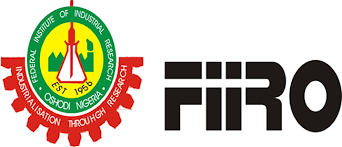 FEDERAL INSTITUTE OF INDUSTRIAL RESEARCH
OSHODI NIGERIA
EST 1956
INDUSTRIALISATION THROUGH RESEARCH
FIIRO